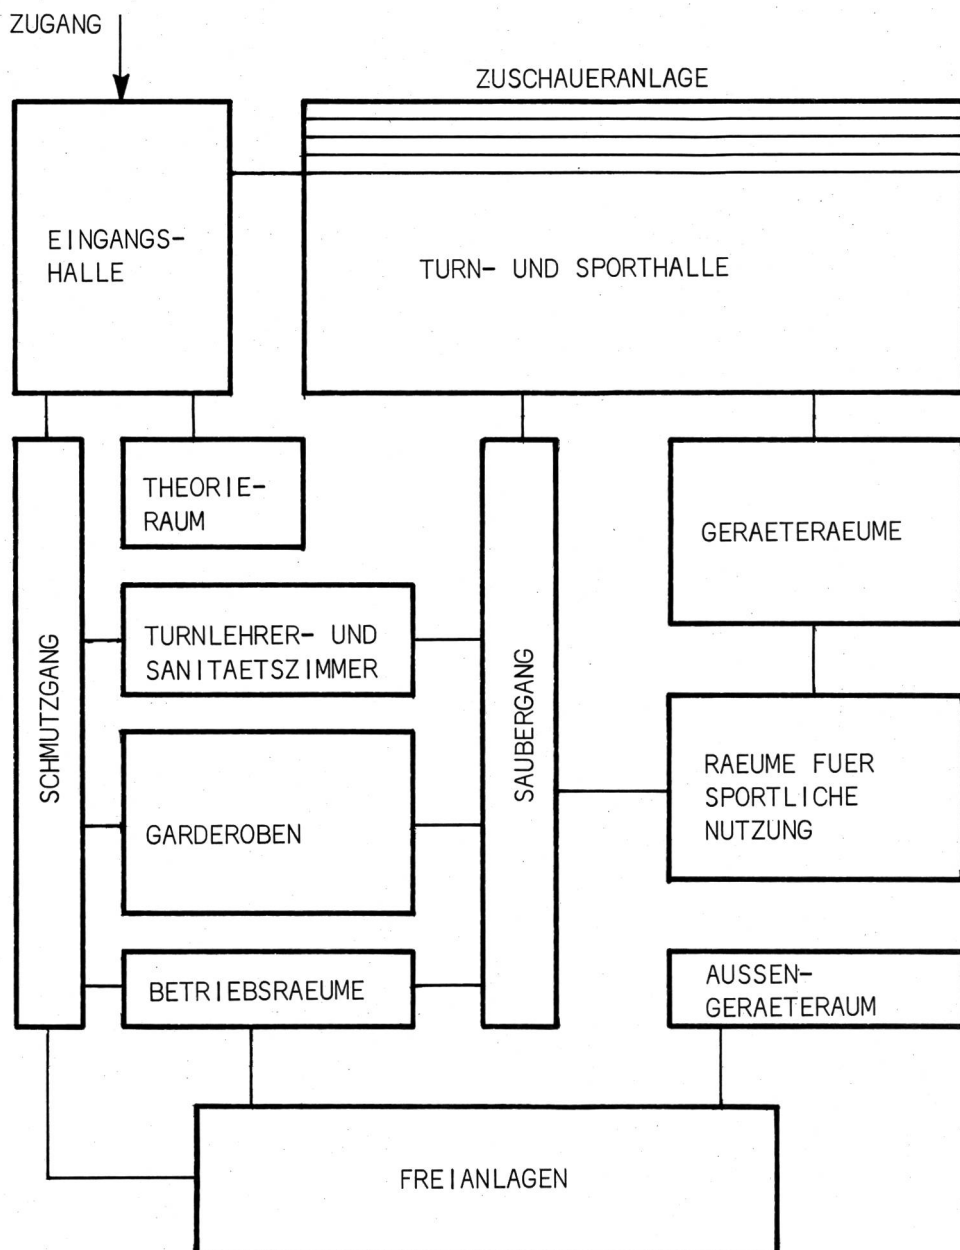 ZUGANG
ZUSCHAUERANLAGE
EINGANGS-
HALLE
TURN- UND SPORTHALLE
THEORIE-
RAUM
GERAETERAEUME
SCHMUTZGANG
TURNLEHRER- UND
SANITAETSZIMMER
SAUBERGANG
RAEUME FUER
SPORTLICHE
NUTZUNG
GARDEROBEN
BETRIEBSRAEUME
AUSSEN-
GERAETERAUM
FREIANLAGEN